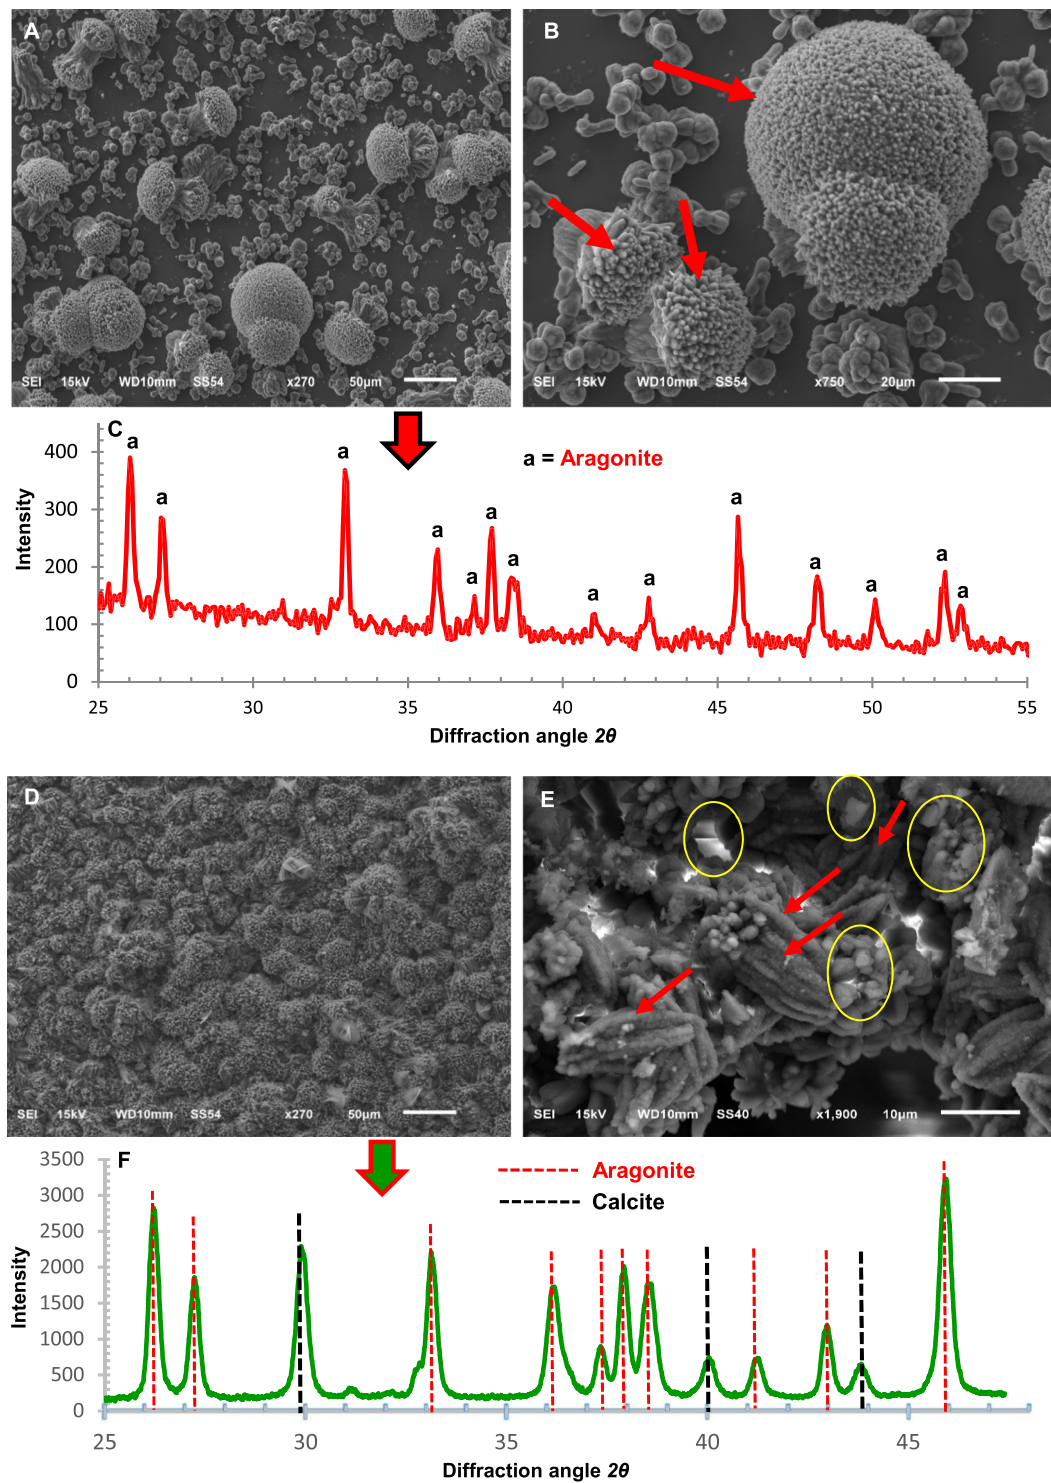 A
SEI 15kV WD10mm SS54 x270 50µm
B
SEI 15kV WD10mm SS54 x750 20µm
C
a = Aragonite
a a a a a a a a a a a a a a
Intensity
400
300
200
100
0
25 30 35 40 45 50 55
Diffraction angle 2θ
D
SEI 15kV WD10mm SS54 x270 50µm
E
SEI 15kV WD10mm SS40 x1,900 10µm
F
Aragonite
Calcite
Intensity
3500
3000
2500
2000
1500
1000
500
0
25 30 35 40 45
Diffraction angle 2θ